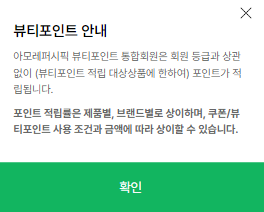 뷰티포인트 안내
아모레퍼시픽 뷰티포인트 통합회원은 회원 등급과 상관
없이 (뷰티포인트 적립 대상상품에 한하여) 포인트가 적
립됩니다.
포인트 적립률은 제품별, 브랜드별로 상이하며, 쿠폰/뷰
티포인트 사용 조건과 금액에 따라 상이할 수 있습니다.
확인